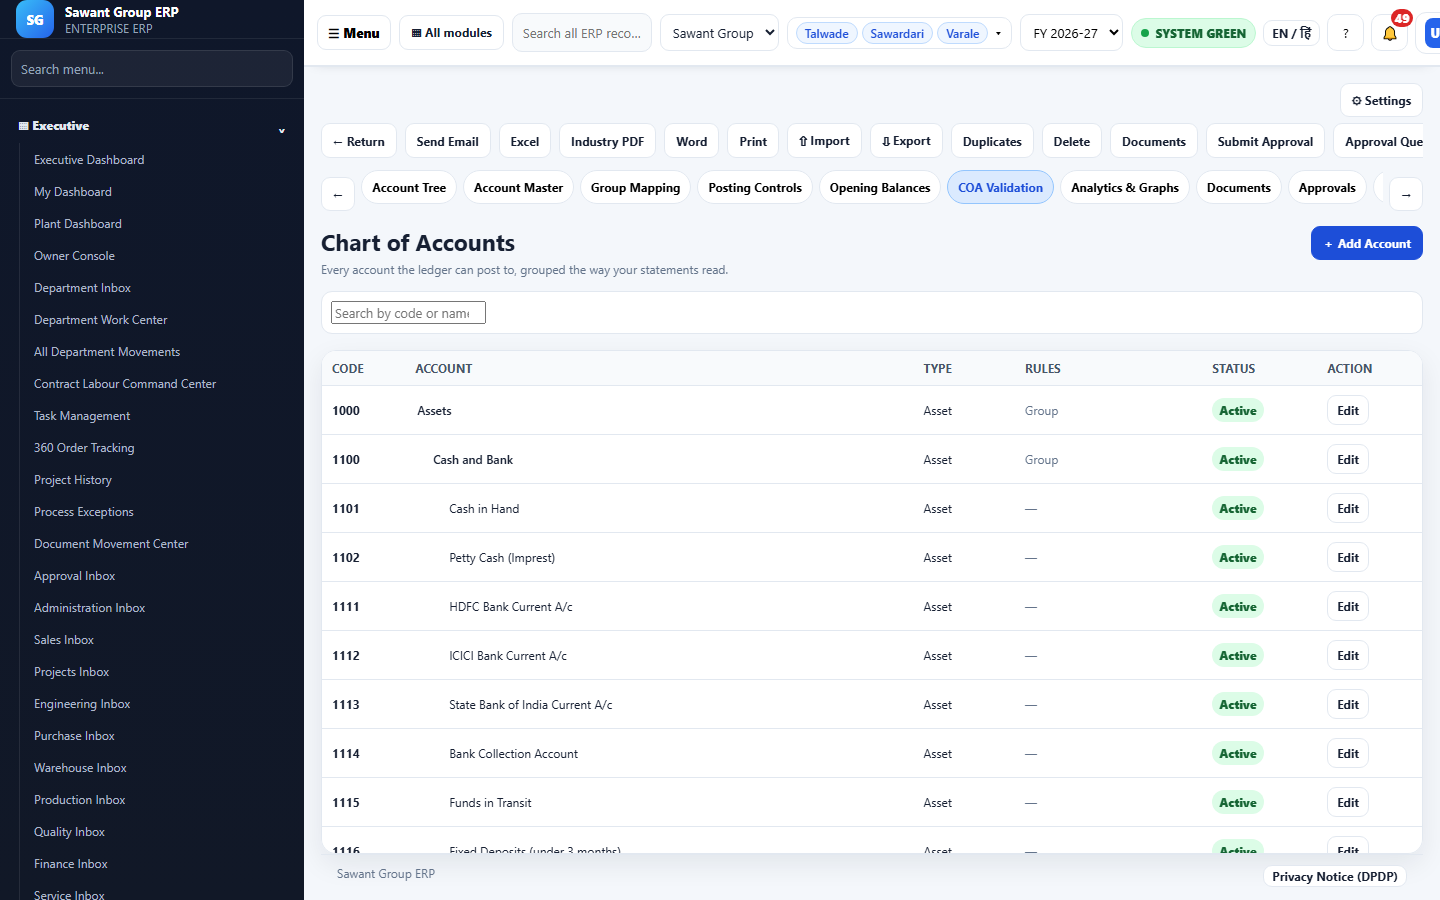 SG
Sawant Group ERP
ENTERPRISE ERP
Search menu...
Executive
Executive Dashboard
My Dashboard
Plant Dashboard
Owner Console
Department Inbox
Department Work Center
All Department Movements
Contract Labour Command Center
Task Management
360 Order Tracking
Project History
Process Exceptions
Document Movement Center
Approval Inbox
Administration Inbox
Sales Inbox
Projects Inbox
Engineering Inbox
Purchase Inbox
Warehouse Inbox
Production Inbox
Quality Inbox
Finance Inbox
Service Inbox
☰ Menu
All modules
Search all ERP reco...
Sawant Group
Talwade Sawardari Varale
FY 2026-27
SYSTEM GREEN
EN / हिं
?
49
U
⚙ Settings
← Return
Send Email
Excel
Industry PDF
Word
Print
⇧ Import
⇩ Export
Duplicates
Delete
Documents
Submit Approval
Approval Que
←
Account Tree
Account Master
Group Mapping
Posting Controls
Opening Balances
COA Validation
Analytics & Graphs
Documents
Approvals
→
Chart of Accounts
+ Add Account
Every account the ledger can post to, grouped the way your statements read.
Search by code or name
CODE ACCOUNT TYPE RULES STATUS ACTION
1000 Assets Asset Group Active Edit
1100 Cash and Bank Asset Group Active Edit
1101 Cash in Hand Asset — Active Edit
1102 Petty Cash (Imprest) Asset — Active Edit
1111 HDFC Bank Current A/c Asset — Active Edit
1112 ICICI Bank Current A/c Asset — Active Edit
1113 State Bank of India Current A/c Asset — Active Edit
1114 Bank Collection Account Asset — Active Edit
1115 Funds in Transit Asset — Active Edit
1116 Fixed Deposits (under 3 months) Asset — Active Edit
Sawant Group ERP
Privacy Notice (DPDP)